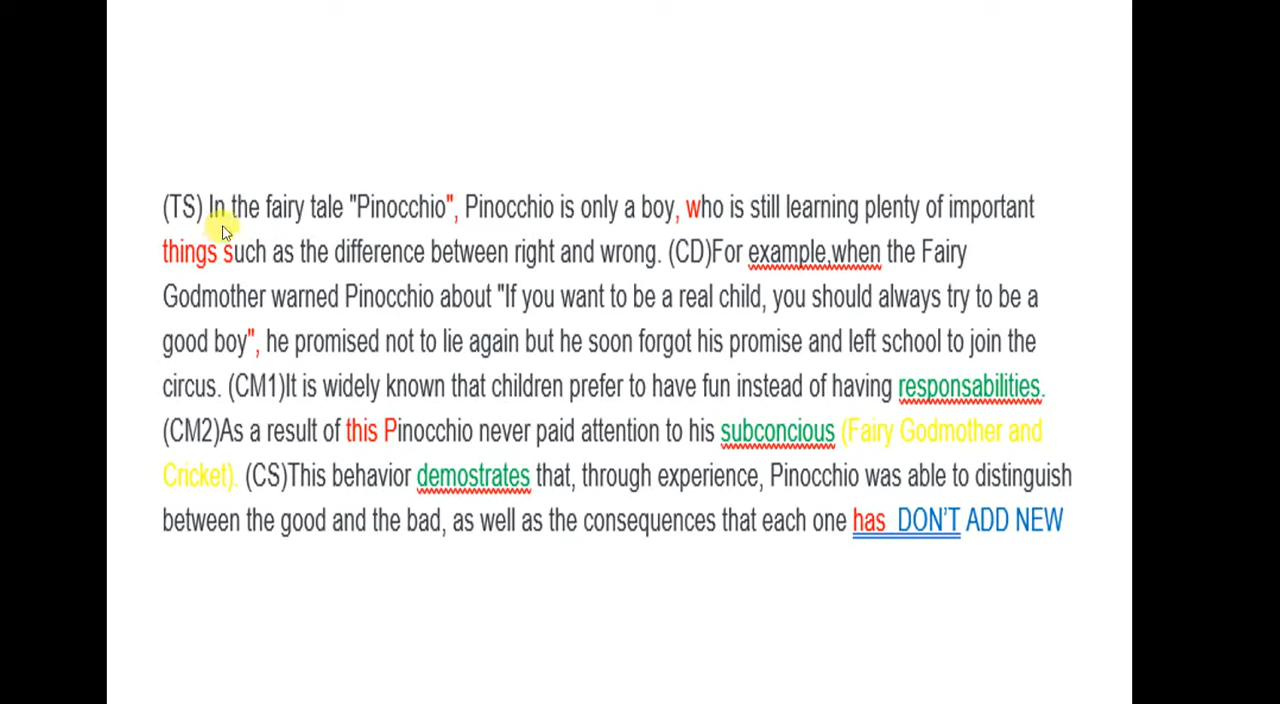 (TS) In the fairy tale "Pinocchio", Pinocchio is only a boy, who is still learning plenty of important
things such as the difference between right and wrong. (CD)For example,when the Fairy
Godmother warned Pinocchio about "If you want to be a real child, you should always try to be a
good boy", he promised not to lie again but he soon forgot his promise and left school to join the
circus. (CM1)It is widely known that children prefer to have fun instead of having responsabilities.
(CM2)As a result of this Pinocchio never paid attention to his subconcious (Fairy Godmother and
Cricket). (CS)This behavior demostrates that, through experience, Pinocchio was able to distinguish
between the good and the bad, as well as the consequences that each one has DON'T ADD NEW